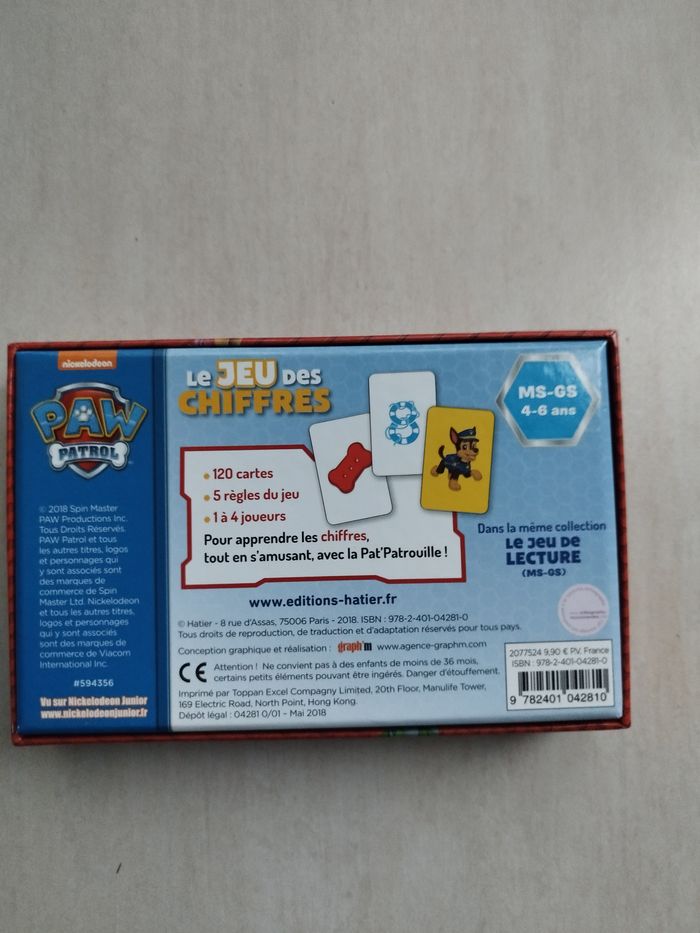 nickelodeon
PAW
PATROL
© 2018 Spin Master
PAW Productions Inc.
Tous Droits Réservés.
PAW Patrol et tous
les autres titres, logos
et personnages qui
y sont associés sont
des marques de
commerce de Spin
Master Ltd. Nickelodeon
et tous les autres titres,
logos et personnages
qui y sont associés
sont des marques de
commerce de Viacom
International Inc.
#594356
Vu sur Nickelodeon Junior
www.nickelodeonjunior.fr
LE JEU DES
CHIFFRES
MS-GS
4-6 ans
• 120 cartes
• 5 règles du jeu
• 1 à 4 joueurs
Pour apprendre les chiffres,
tout en s'amusant, avec la Pat'Patrouille !
8
Dans la même collection
LE JEU DE
LECTURE
(MS-GS)
www.editions-hatier.fr
© Hatier - 8 rue d'Assas, 75006 Paris - 2018. ISBN : 978-2-401-04281-0
Tous droits de reproduction, de traduction et d'adaptation réservés pour tous pays.
Conception graphique et réalisation : graph'm www.agence-graphm.com
CE Attention ! Ne convient pas à des enfants de moins de 36 mois,
certains petits éléments pouvant être ingérés. Danger d'étouffement.
Imprimé par Toppan Excel Compagny Limited, 20th Floor, Manulife Tower,
169 Electric Road, North Point, Hong Kong.
Dépôt légal : 04281 0/01 - Mai 2018
2077524 9,90 € P.V. France
ISBN : 978-2-401-04281-0
9 782401 042810